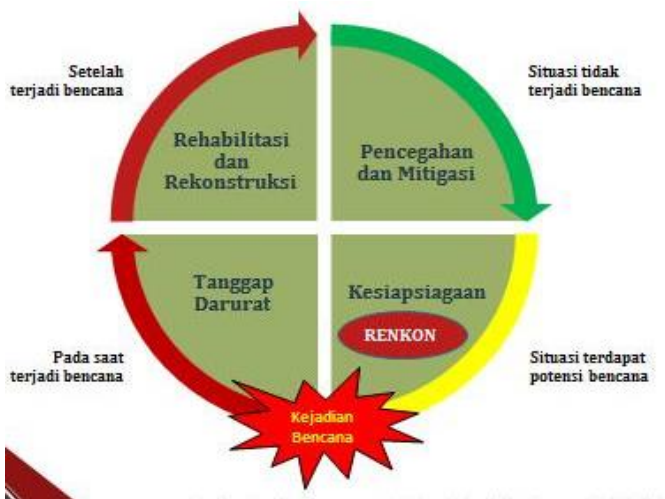 Setelah
terjadi bencana
Situasi tidak
terjadi bencana
Rehabilitasi
dan
Rekonstruksi
Pencegahan
dan Mitigasi
Tanggap
Darurat
Kesiapsiagaan
RENKON
Pada saat
terjadi bencana
Situasi terdapat
potensi bencana
Kejadian
Bencana